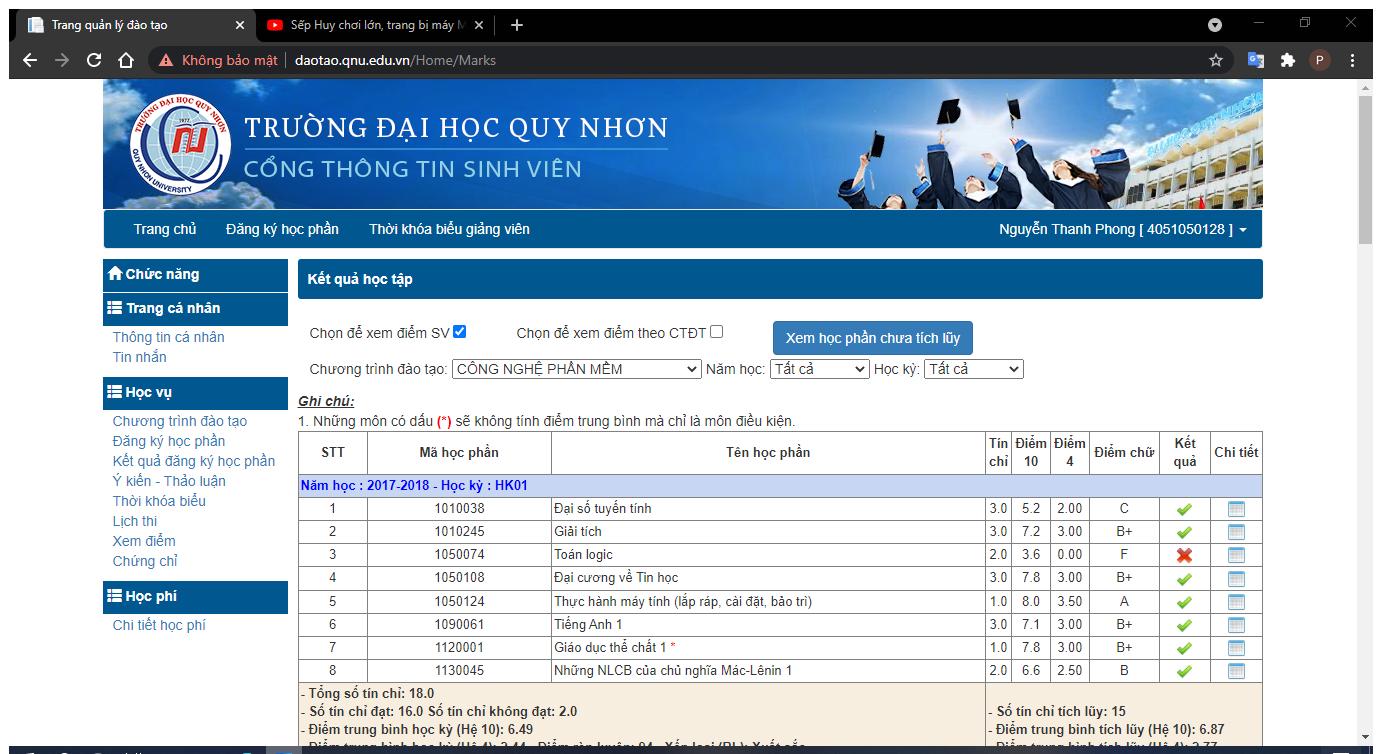 Trang quản lý đào tạo
Sếp Huy chơi lớn, trang bị máy
Không bảo mật daotao.qnu.edu.vn/Home/Marks P
TRƯỜNG ĐẠI HỌC QUY NHƠN
1977
QUY NHON UNIVERSITY
TRƯỜNG ĐẠI HỌC QUY NHƠN
CỔNG THÔNG TIN SINH VIÊN
Trang chủ Đăng ký học phần Thời khóa biểu giảng viên Nguyễn Thanh Phong [ 4051050128 ]
Chức năng
Trang cá nhân
Thông tin cá nhân
Tin nhắn
Học vụ
Chương trình đào tạo
Đăng ký học phần
Kết quả đăng ký học phần
Ý kiến - Thảo luận
Thời khóa biểu
Lịch thi
Xem điểm
Chứng chỉ
Học phí
Chi tiết học phí
Kết quả học tập
Chọn để xem điểm SV Chọn để xem điểm theo CTĐT Xem học phần chưa tích lũy
Chương trình đào tạo: CÔNG NGHỆ PHẦN MỀM Năm học: Tất cả Học kỳ: Tất cả
Ghi chú:
1. Những môn có dấu (*) sẽ không tính điểm trung bình mà chỉ là môn điều kiện.
STT Mã học phần Tên học phần Tín chỉ Điểm 10 Điểm 4 Điểm chữ Kết quả Chi tiết
Năm học : 2017-2018 - Học kỳ : HK01
1 1010038 Đại số tuyến tính 3.0 5.2 2.00 C
2 1010245 Giải tích 3.0 7.2 3.00 B+
3 1050074 Toán logic 2.0 3.6 0.00 F
4 1050108 Đại cương về Tin học 3.0 7.8 3.00 B+
5 1050124 Thực hành máy tính (lắp ráp, cài đặt, bảo trì) 1.0 8.0 3.50 A
6 1090061 Tiếng Anh 1 3.0 7.1 3.00 B+
7 1120001 Giáo dục thể chất 1 * 1.0 7.8 3.00 B+
8 1130045 Những NLCB của chủ nghĩa Mác-Lênin 1 2.0 6.6 2.50 B
- Tổng số tín chỉ: 18.0
- Số tín chỉ đạt: 16.0 Số tín chỉ không đạt: 2.0 - Số tín chỉ tích lũy: 15
- Điểm trung bình học kỳ (Hệ 10): 6.49 - Điểm trung bình tích lũy (Hệ 10): 6.87